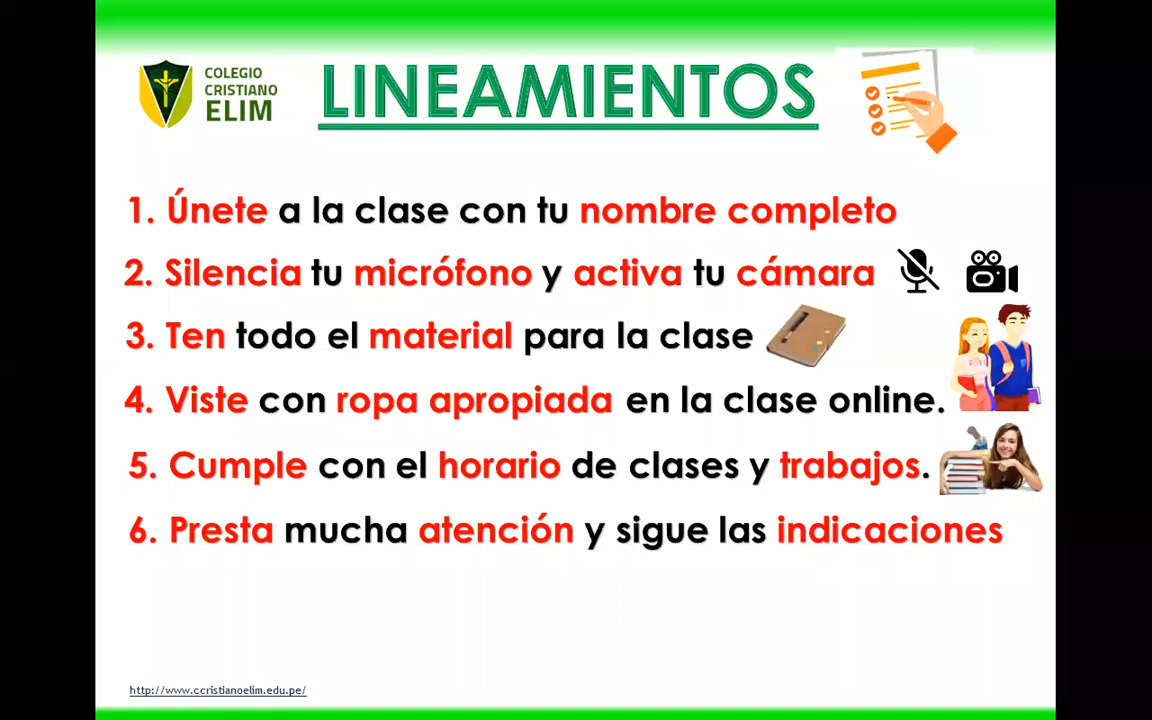 COLEGIO
CRISTIANO
ELIM
LINEAMIENTOS
1. Únete a la clase con tu nombre completo
2. Silencia tu micrófono y activa tu cámara
3. Ten todo el material para la clase
4. Viste con ropa apropiada en la clase online.
5. Cumple con el horario de clases y trabajos.
6. Presta mucha atención y sigue las indicaciones
http://www.ccristianoelim.edu.pe/